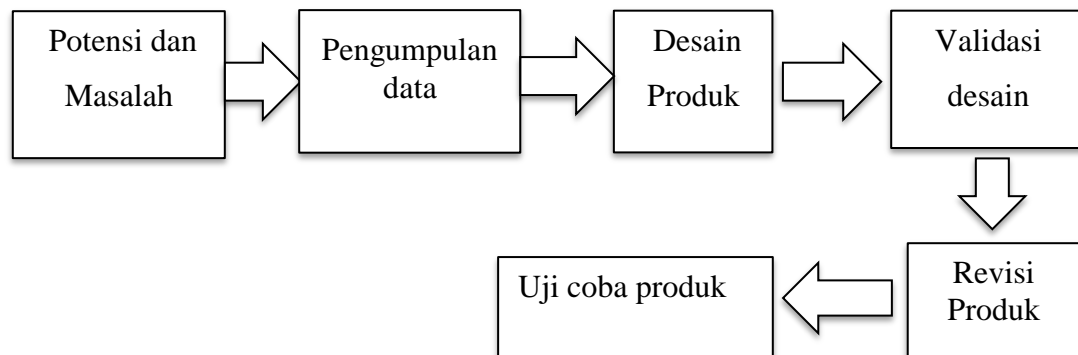 Potensi dan
Masalah
Pengumpulan
data
Desain
Produk
Validasi
desain
Revisi
Produk
Uji coba produk